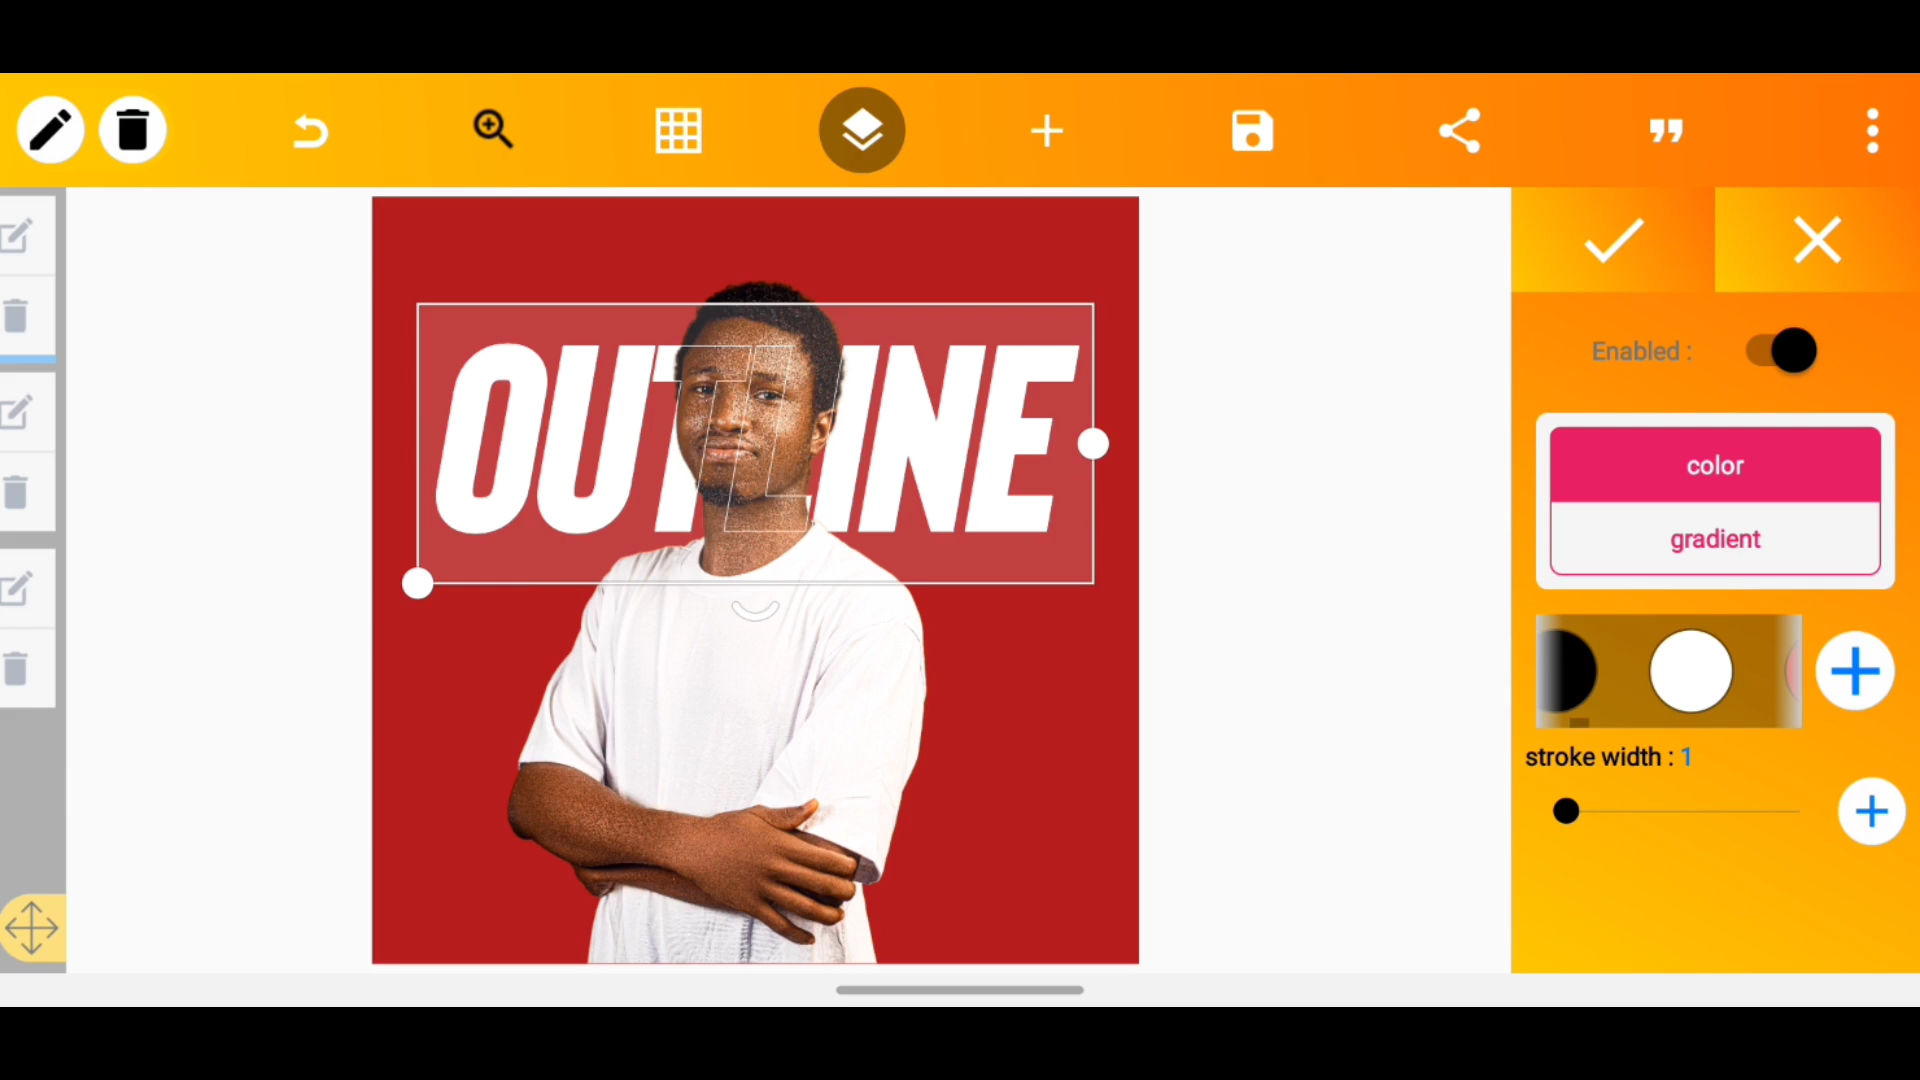 OUTLINE
Enabled :
color
gradient
stroke width : 1